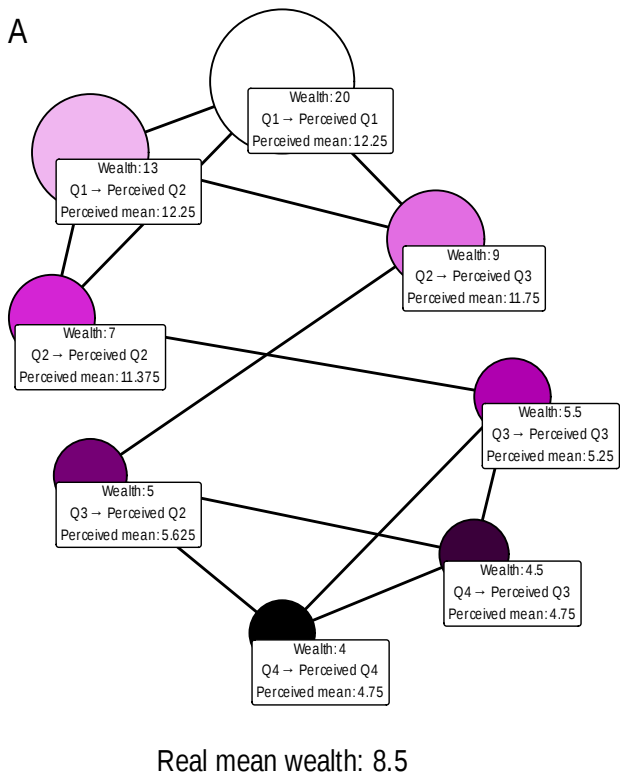 A
Wealth: 20
Q1 → Perceived Q1
Perceived mean: 12.25
Wealth: 13
Q1 → Perceived Q2
Perceived mean: 12.25
Wealth: 9
Q2 → Perceived Q3
Perceived mean: 11.75
Wealth: 7
Q2 → Perceived Q2
Perceived mean: 11.375
Wealth: 5.5
Q3 → Perceived Q3
Perceived mean: 5.25
Wealth: 5
Q3 → Perceived Q2
Perceived mean: 5.625
Wealth: 4.5
Q4 → Perceived Q3
Perceived mean: 4.75
Wealth: 4
Q4 → Perceived Q4
Perceived mean: 4.75
Real mean wealth: 8.5